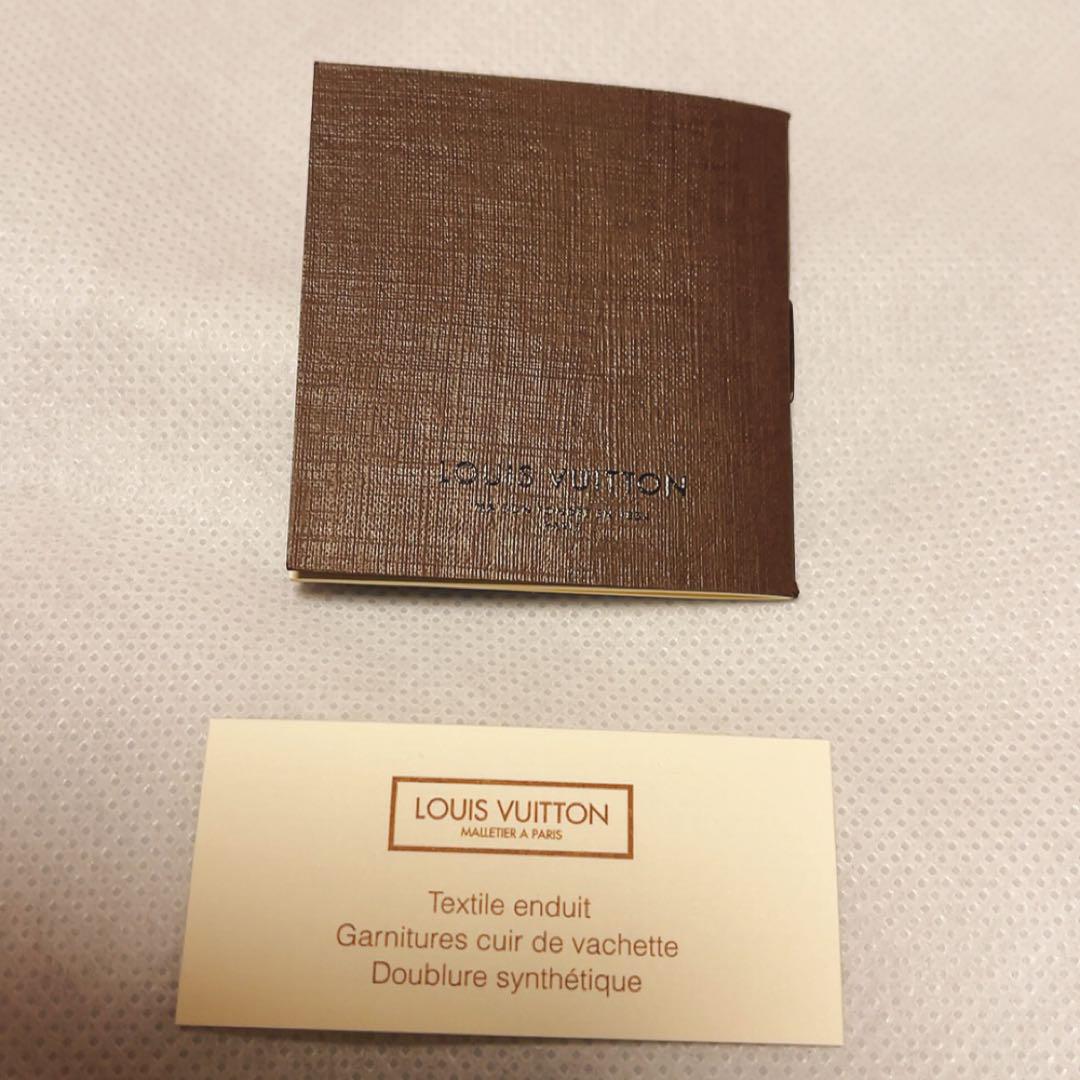 LOUIS VUITTON
LOUIS VUITTON
MALLETIER A PARIS
Textile enduit
Garnitures cuir de vachette
Doublure synthétique